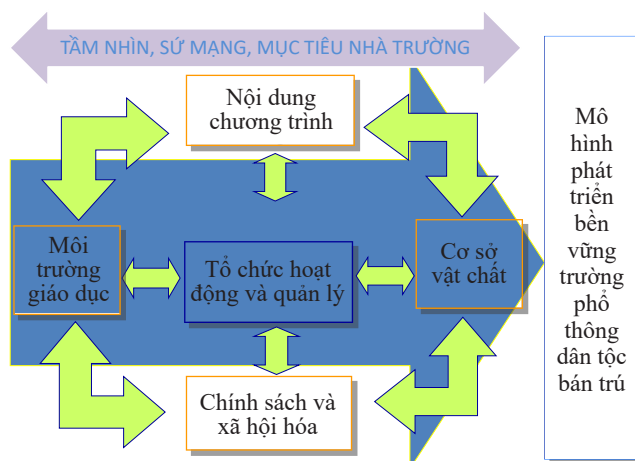 TẦM NHÌN, SỨ MẠNG, MỤC TIÊU NHÀ TRƯỜNG
Nội dung
chương trình
Môi
trường
giáo dục
Tổ chức hoạt
động và quản lý
Cơ sở
vật chất
Chính sách và
xã hội hóa
Mô
hình
phát
triển
bền
vững
trường
phổ
thông
dân tộc
bán trú